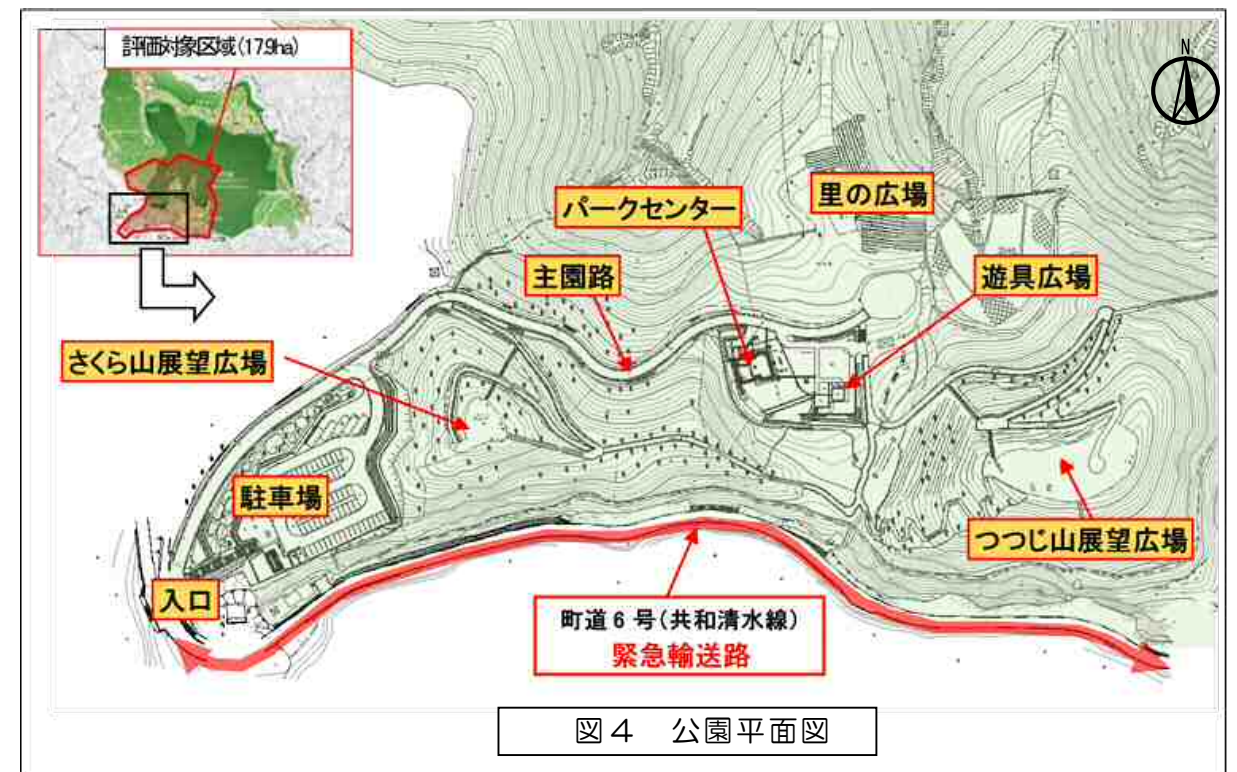 評価対象区域(17.9ha)
N
パークセンター
里の広場
主園路
遊具広場
さくら山展望広場
駐車場
つつじ山展望広場
入口
町道6号(共和清水線)
緊急輸送路
図4 公園平面図